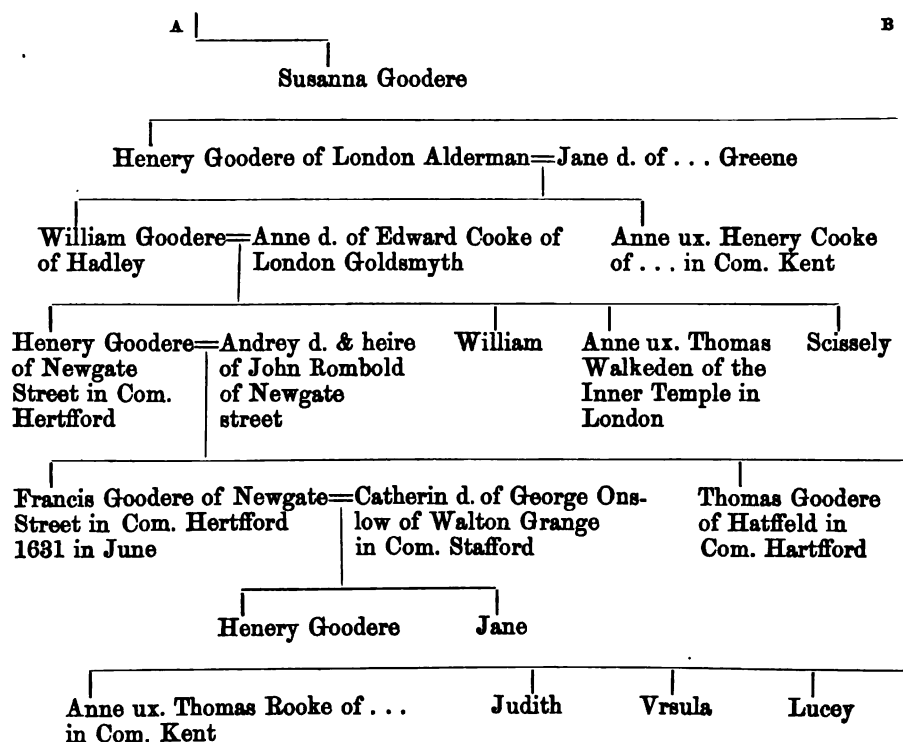 A B
Susanna Goodere
Henery Goodere of London Alderman=Jane d. of . . . Greene
William Goodere=Anne d. of Edward Cooke of Anne ux. Henery Cooke
of Hadley London Goldsmyth of . . . in Com. Kent
Henery Goodere=Andrey d. & heire William Anne ux. Thomas Scissely
of Newgate of John Rombold Walkeden of the
Street in Com. of Newgate Inner Temple in
Hertfford street London
Francis Goodere of Newgate=Catherin d. of George Ons- Thomas Goodere
Street in Com. Hertfford low of Walton Grange of Hatffeld in
1631 in June in Com. Stafford Com. Hartfford
Henery Goodere Jane
Anne ux. Thomas Rooke of . . . Judith Vrsula Lucey
in Com. Kent